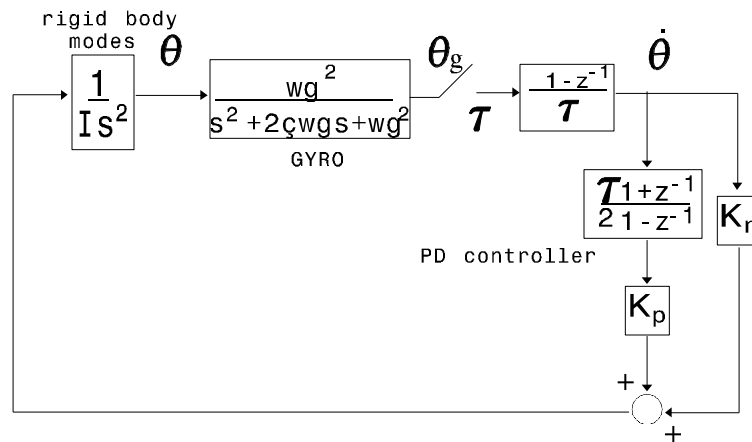 rigid body
modes
θ
1
Is²
wg²
s² +2çwgs+wg²
GYRO
θg
τ
1-z⁻¹
τ
θ̇
τ 1+z⁻¹
2 1-z⁻¹
Kr
PD controller
Kp
+
+